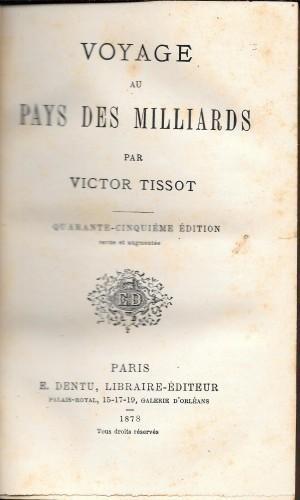 VOYAGE
AU
PAYS DES MILLIARDS
PAR
VICTOR TISSOT
QUARANTE-CINQUIÉME ÉDITION
revue et augmentée
ED
PARIS
E. DENTU, LIBRAIRE-ÉDITEUR
PALAIS-ROYAL, 15-17-19, GALERIE D'ORLÉANS
1878
Tous droits réservés